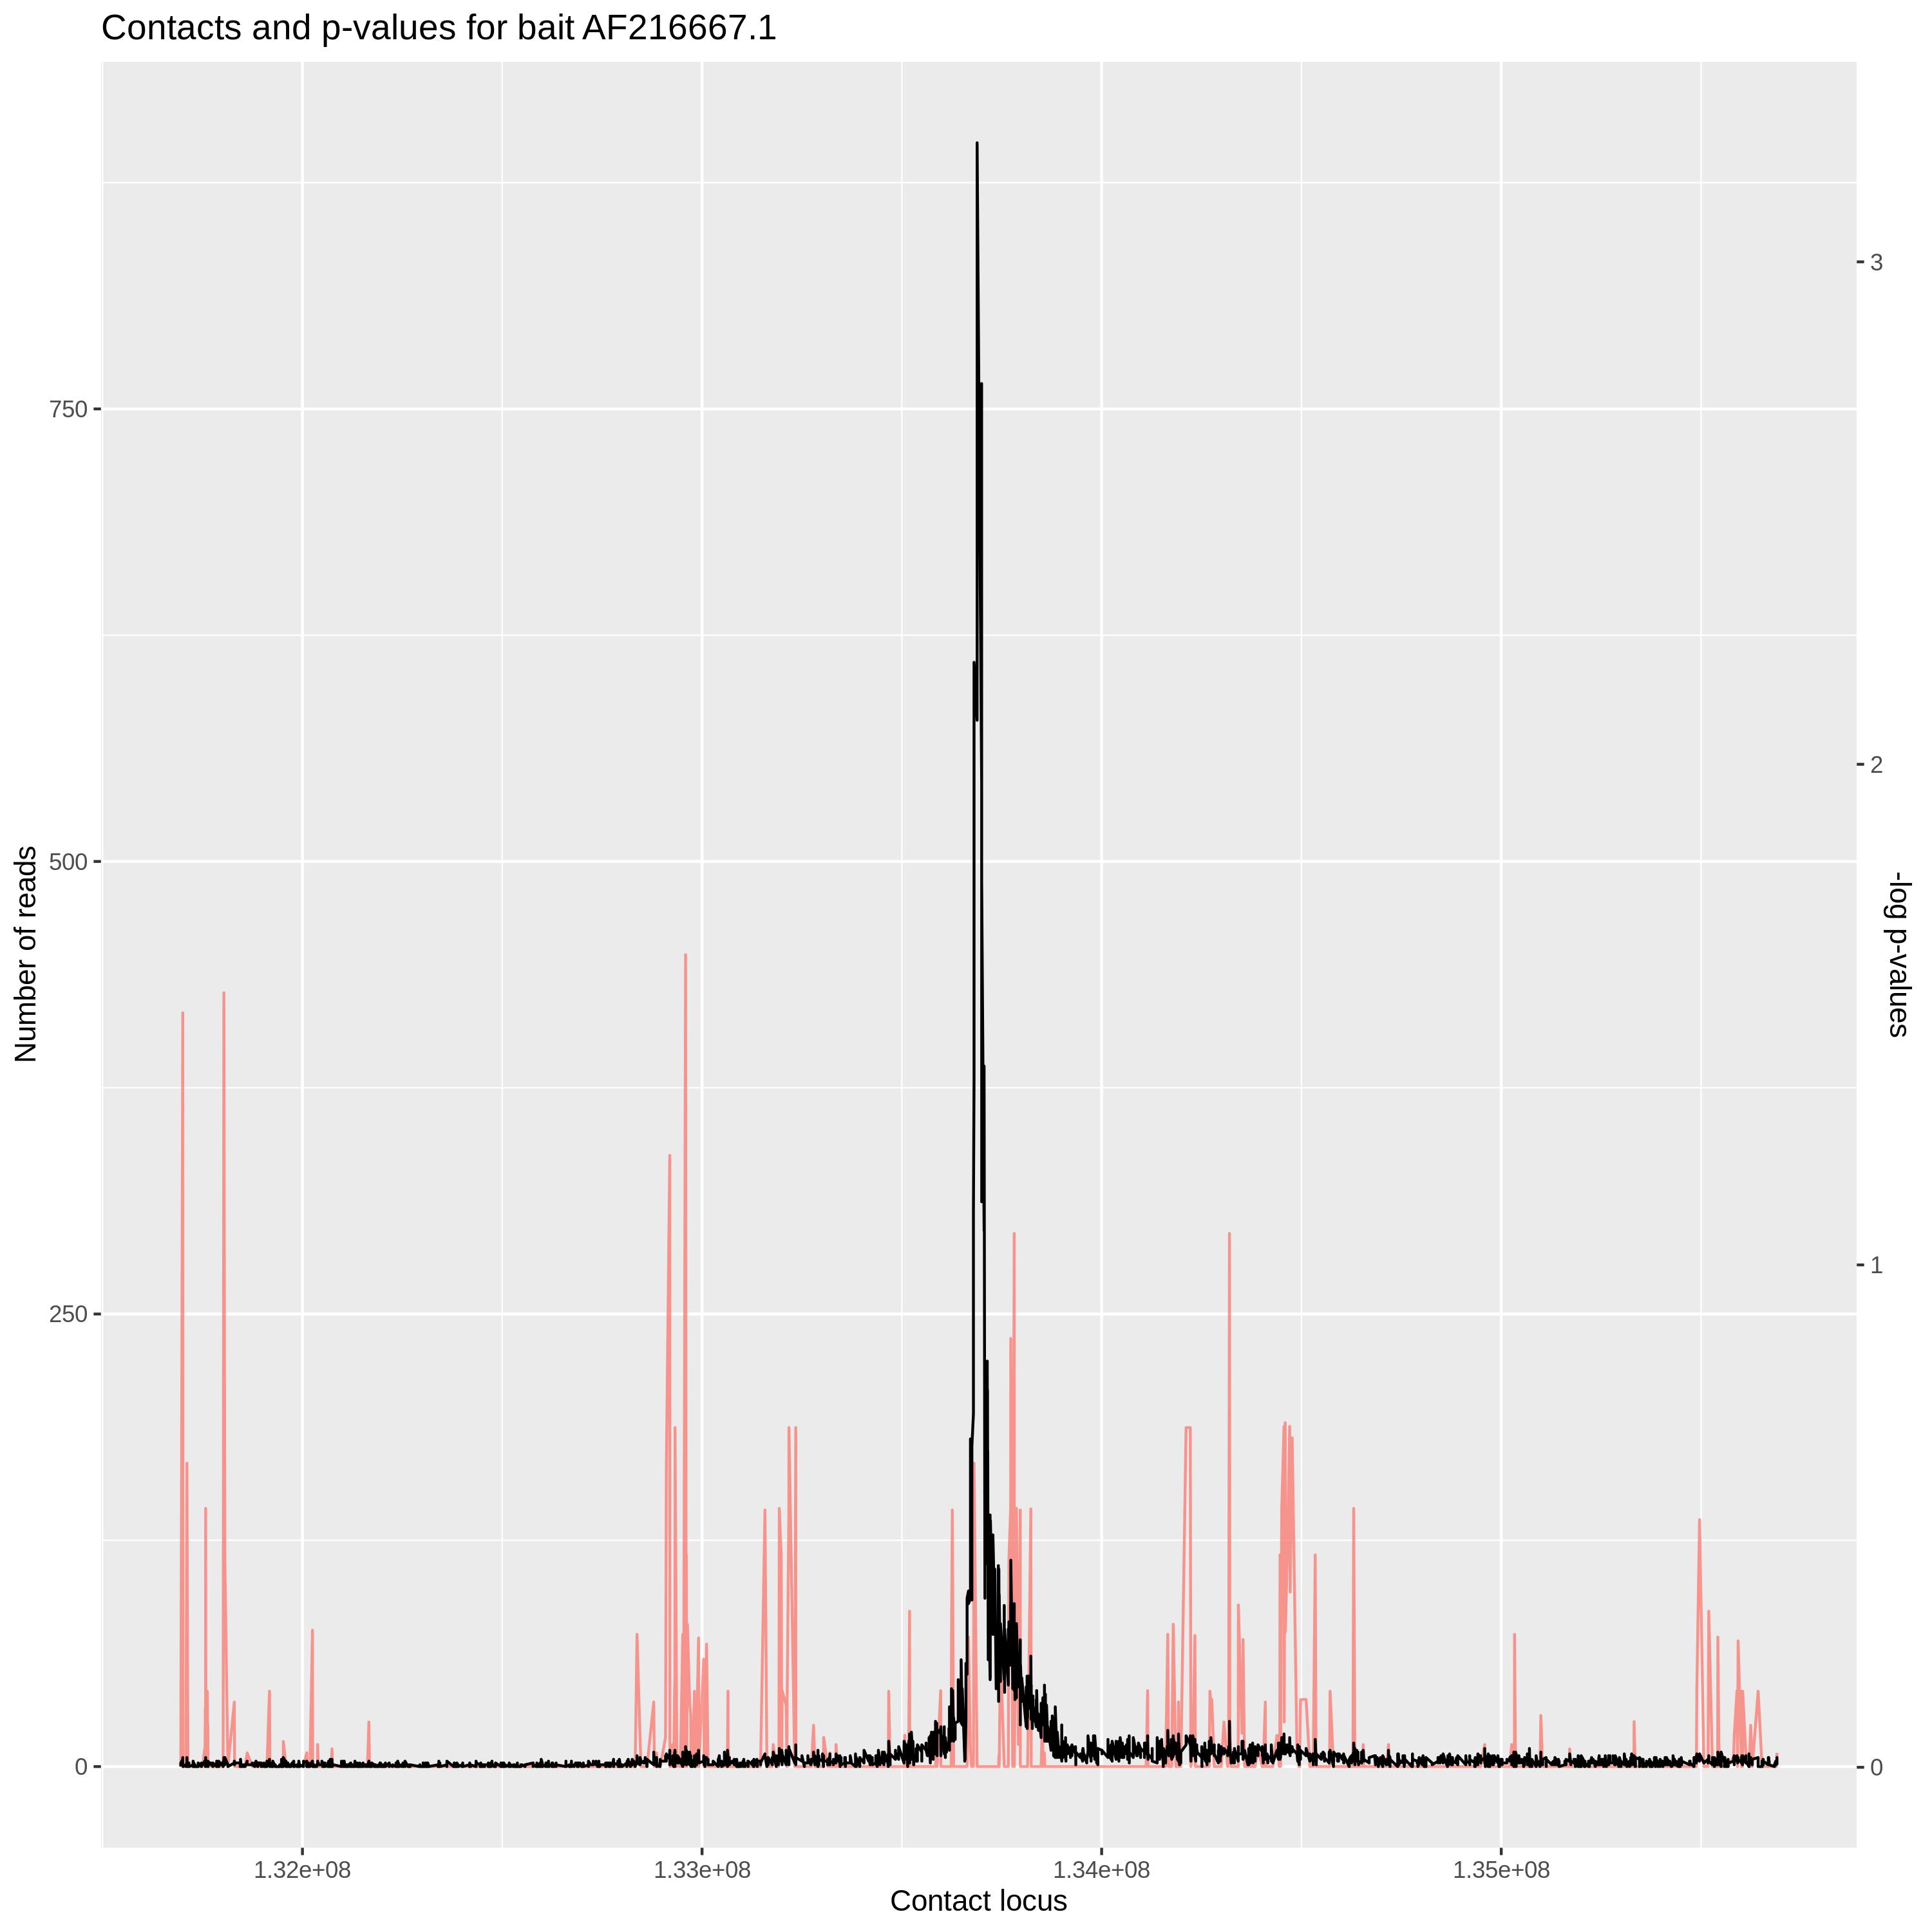 Contacts and p-values for bait AF216667.1
750
500
250
0
3
2
1
0
Number of reads
-log p-values
1.32e+08
1.33e+08
1.34e+08
1.35e+08
Contact locus